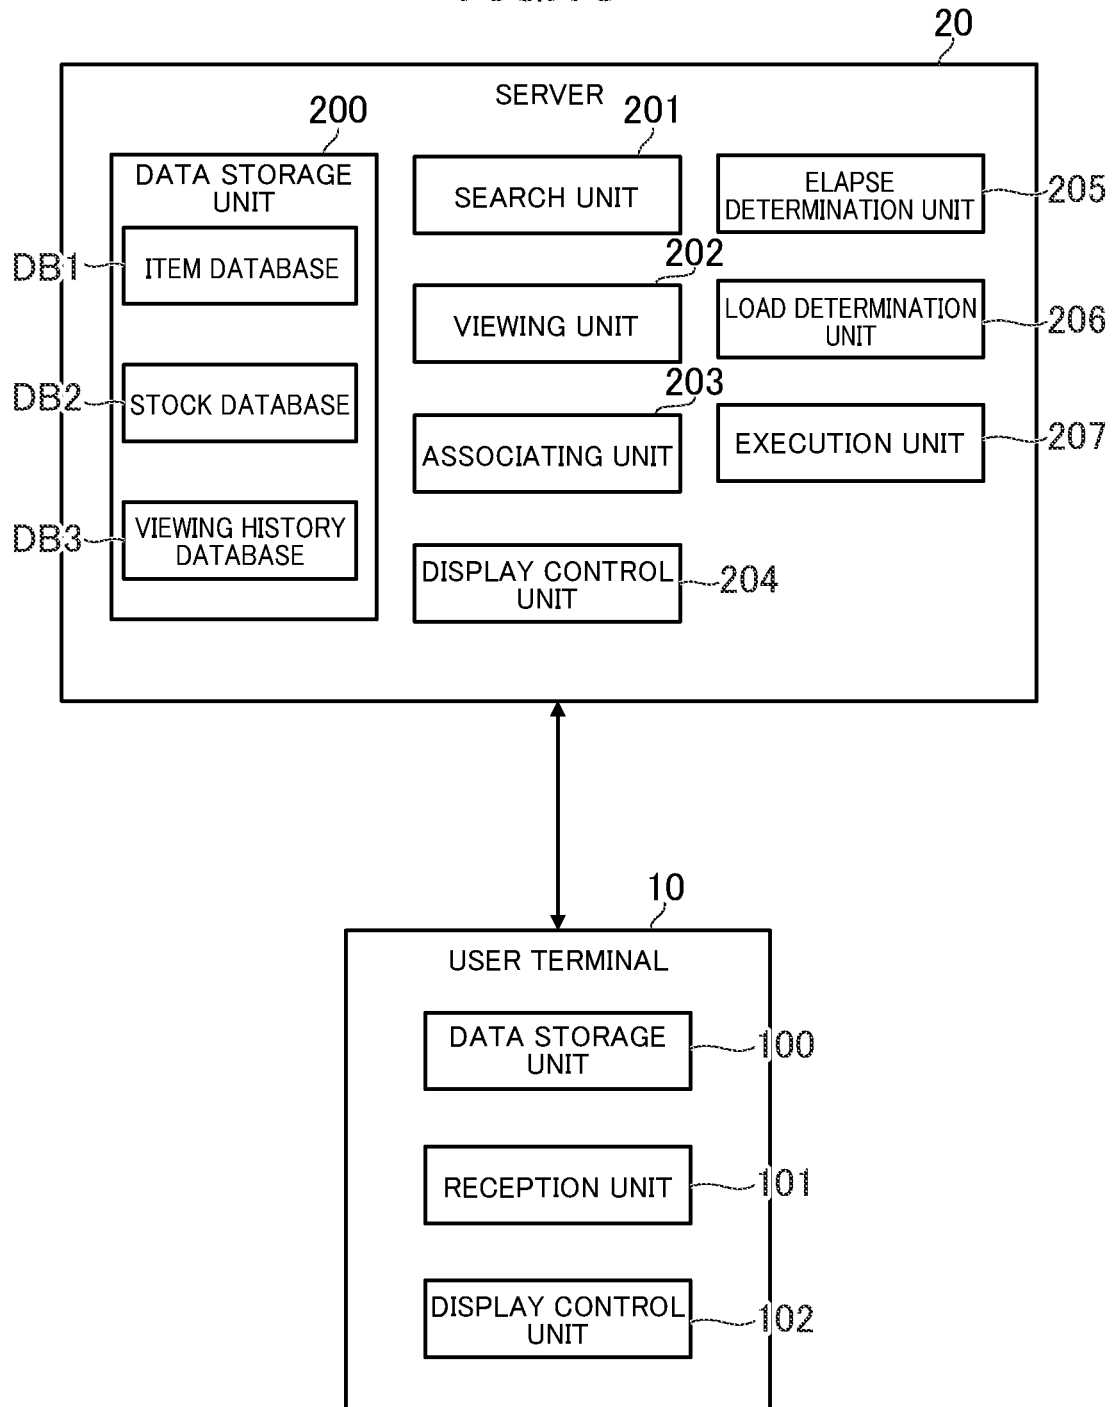 20
SERVER
200
201
DATA STORAGE
UNIT
SEARCH UNIT
ELAPSE
DETERMINATION UNIT
205
DB1
ITEM DATABASE
202
VIEWING UNIT
LOAD DETERMINATION
UNIT
206
DB2
STOCK DATABASE
203
ASSOCIATING UNIT
EXECUTION UNIT
207
DB3
VIEWING HISTORY
DATABASE
DISPLAY CONTROL
UNIT
204
10
USER TERMINAL
DATA STORAGE
UNIT
100
RECEPTION UNIT
101
DISPLAY CONTROL
UNIT
102